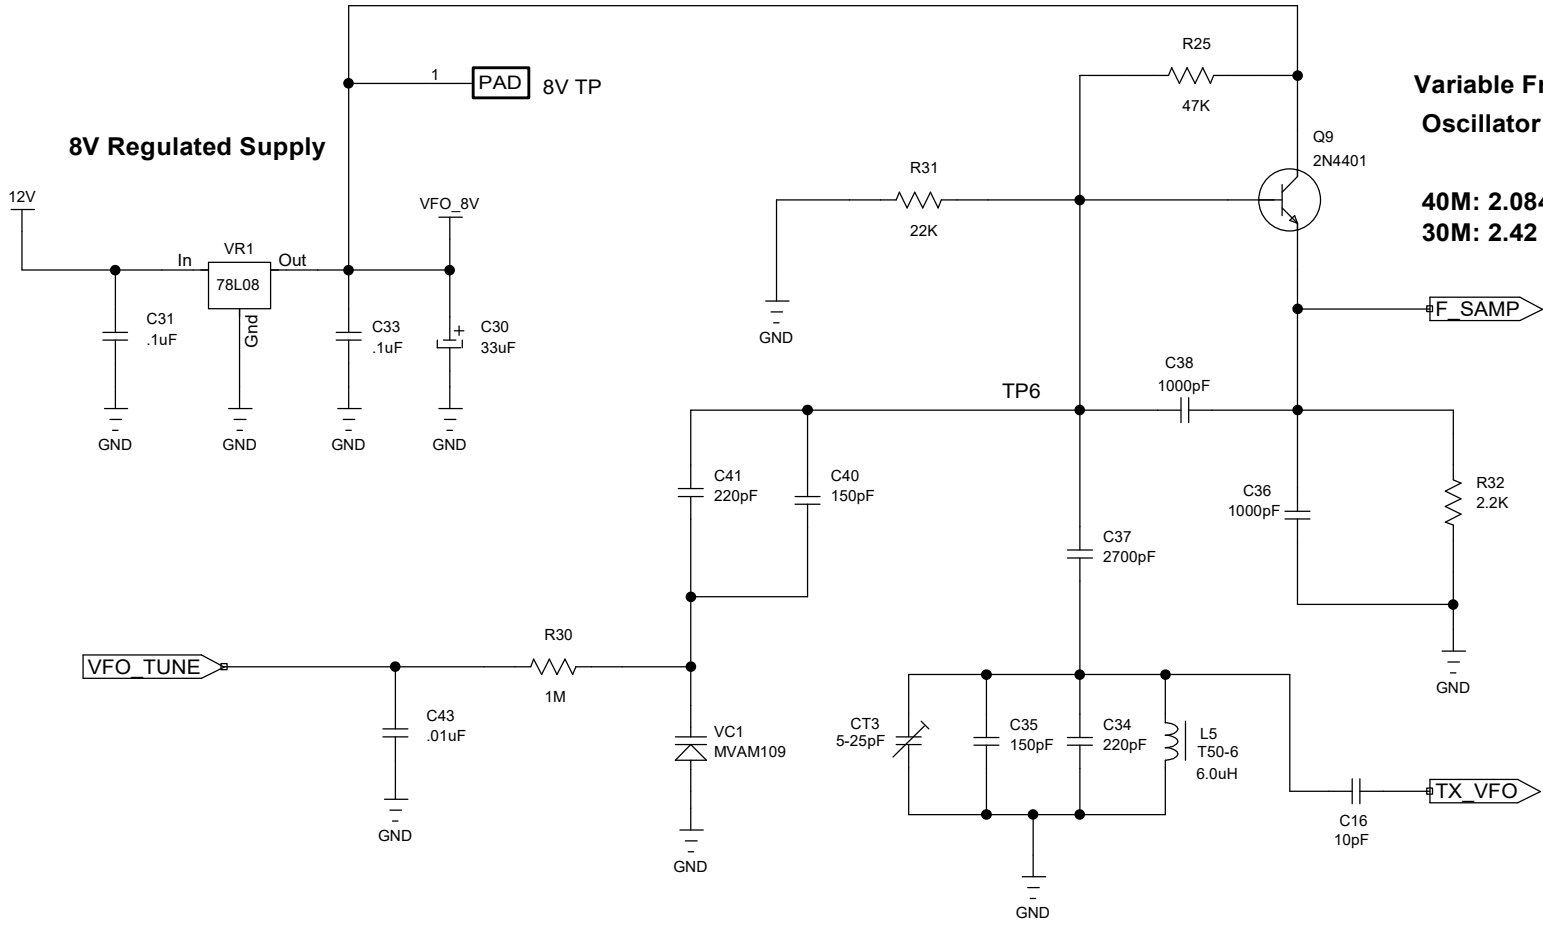 R25
47K
1
PAD
8V TP
Variable Fr
Oscillator
8V Regulated Supply
Q9
2N4401
R31
22K
12V
VFO_8V
40M: 2.084
30M: 2.42
In
VR1
Out
78L08
Gnd
C31
.1uF
C33
.1uF
C30
33uF
+
F_SAMP
GND
C38
1000pF
TP6
GND
GND
GND
GND
C41
220pF
C40
150pF
C36
1000pF
R32
2.2K
C37
2700pF
R30
1M
VFO_TUNE
GND
C43
.01uF
VC1
MVAM109
CT3
5-25pF
C35
150pF
C34
220pF
L5
T50-6
6.0uH
TX_VFO
C16
10pF
GND
GND
GND